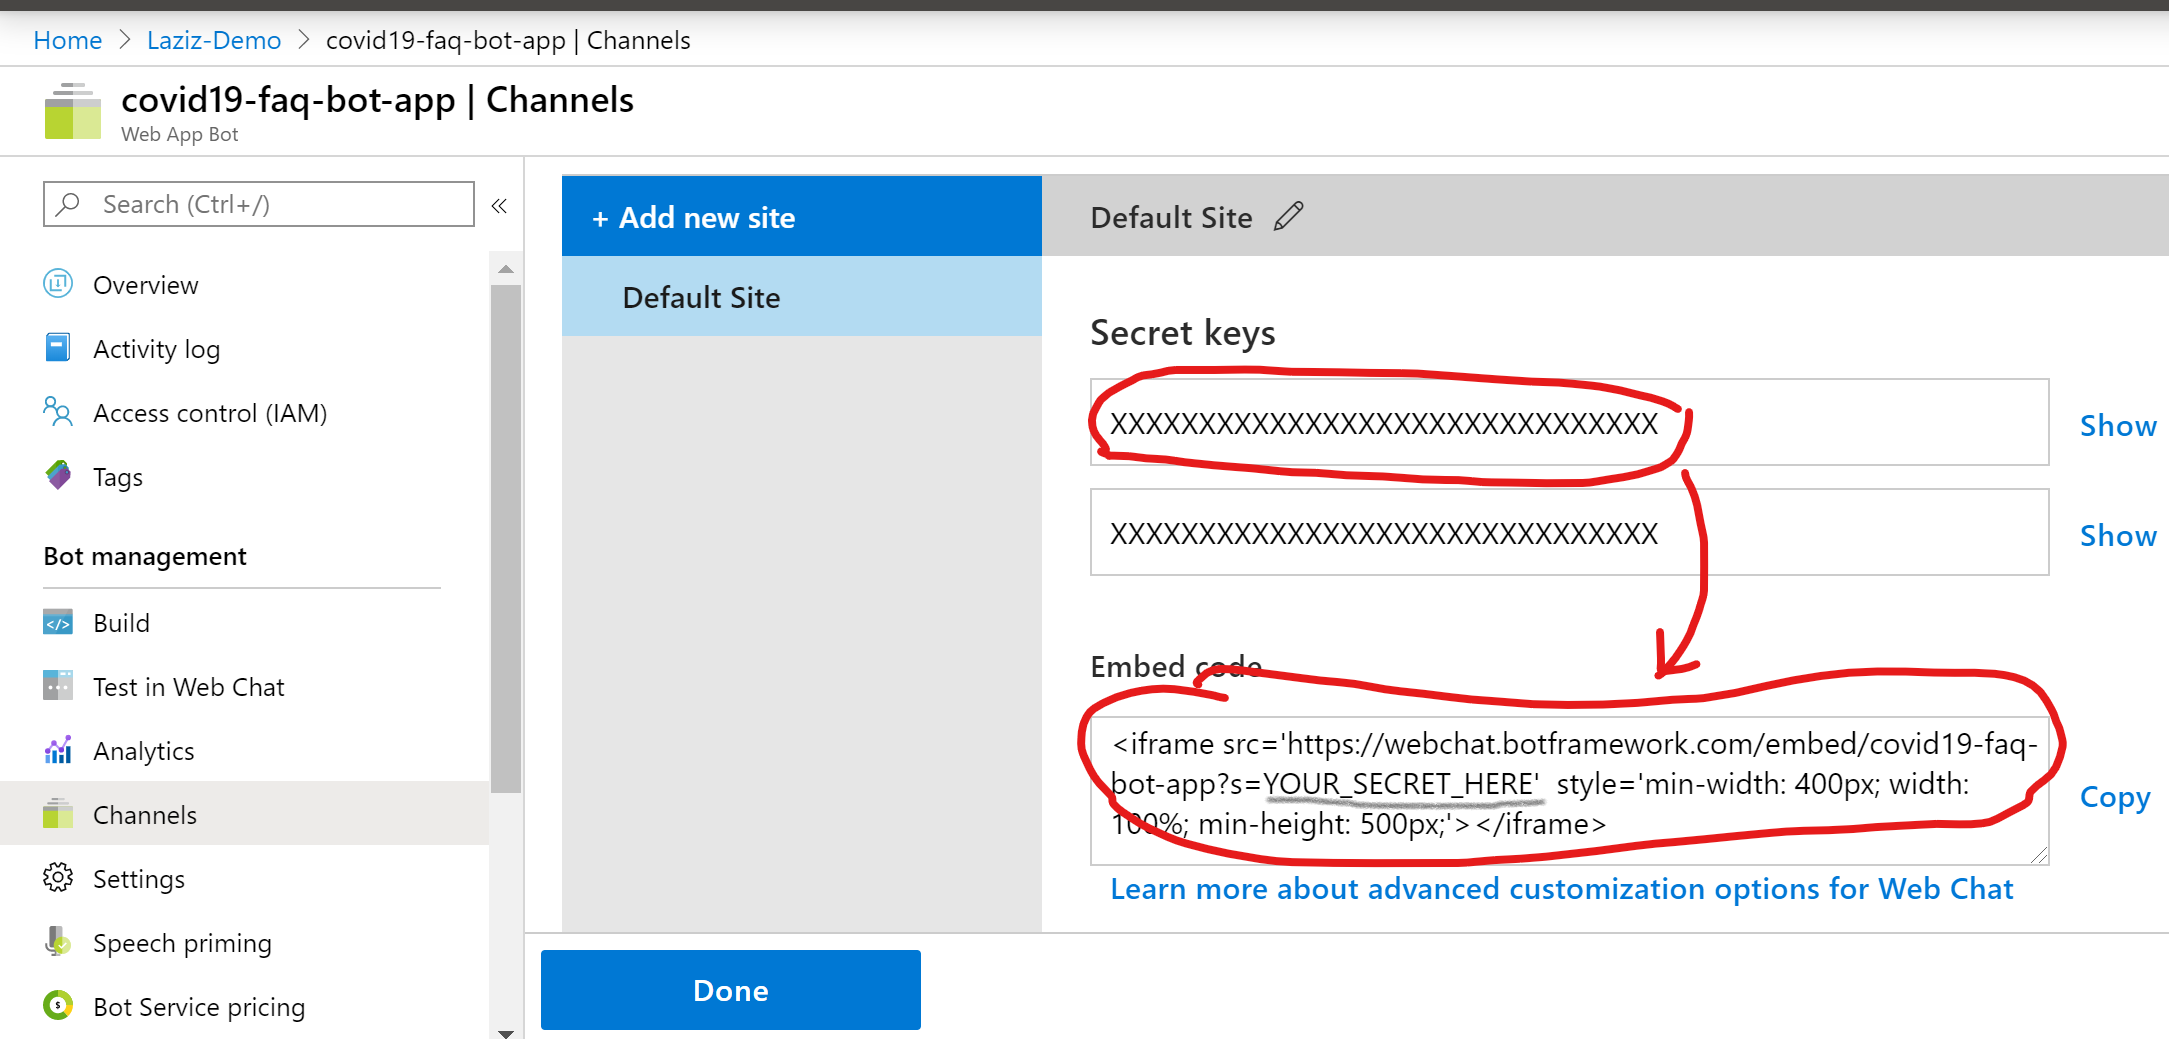 Home > Laziz-Demo > covid19-faq-bot-app | Channels
covid19-faq-bot-app | Channels
Web App Bot
Search (Ctrl+/)
«
Overview
Activity log
Access control (IAM)
Tags
Bot management
Build
Test in Web Chat
Analytics
Channels
Settings
Speech priming
Bot Service pricing
+ Add new site
Default Site
Default Site
Secret keys
XXXXXXXXXXXXXXXXXXXXXXXXXXXXXXX
Show
XXXXXXXXXXXXXXXXXXXXXXXXXXXXXXX
Show
Embed code
<iframe src='https://webchat.botframework.com/embed/covid19-faq-
bot-app?s=YOUR_SECRET_HERE'  style='min-width: 400px; width:
100%; min-height: 500px;'></iframe>
Copy
Learn more about advanced customization options for Web Chat
Done